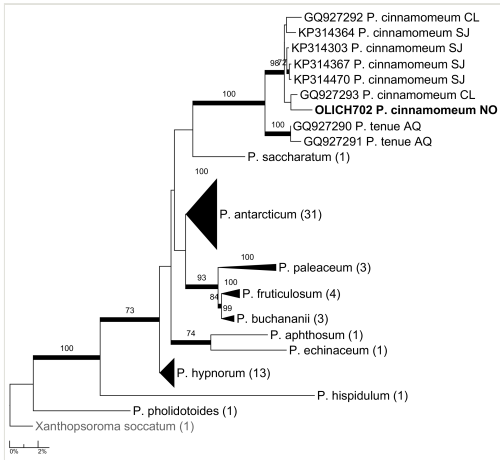 GQ927292 P. cinnamomeum CL
KP314364 P. cinnamomeum SJ
KP314303 P. cinnamomeum SJ
98
72
KP314367 P. cinnamomeum SJ
KP314470 P. cinnamomeum SJ
GQ927293 P. cinnamomeum CL
100
OLICH702 P. cinnamomeum NO
100
GQ927290 P. tenue AQ
GQ927291 P. tenue AQ
P. saccharatum (1)
100
P. antarcticum (31)
100
P. paleaceum (3)
93
100
P. fruticulosum (4)
84
99
P. buchananii (3)
74
P. aphthosum (1)
P. echinaceum (1)
73
P. hypnorum (13)
100
P. hispidulum (1)
P. pholidotoides (1)
Xanthopsoroma soccatum (1)
0% 2%